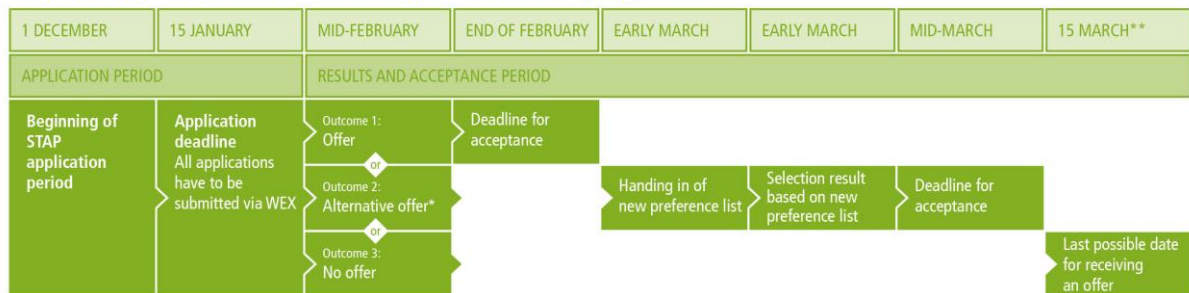 1 DECEMBER
15 JANUARY
MID-FEBRUARY
END OF FEBRUARY
EARLY MARCH
EARLY MARCH
MID-MARCH
15 MARCH**
APPLICATION PERIOD
RESULTS AND ACCEPTANCE PERIOD
Beginning of
STAP
application
period
Application
deadline
All applications
have to be
submitted via WEX
Outcome 1:
Offer
Deadline for
acceptance
or
Outcome 2:
Alternative offer*
Handing in of
new preference list
Selection result
based on new
preference list
Deadline for
acceptance
or
Outcome 3:
No offer
Last possible date
for receiving
an offer